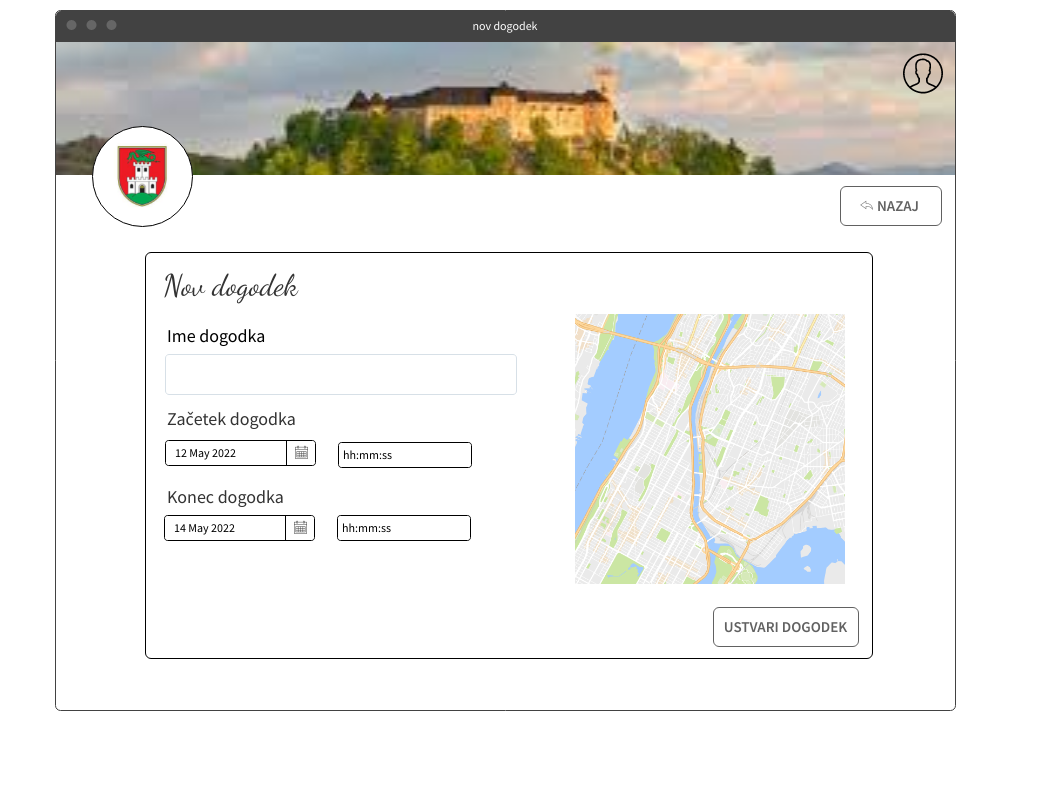 nov dogodek
NAZAJ
Nov dogodek
Ime dogodka
Začetek dogodka
12 May 2022
hh:mm:ss
Konec dogodka
14 May 2022
hh:mm:ss
USTVARI DOGODEK